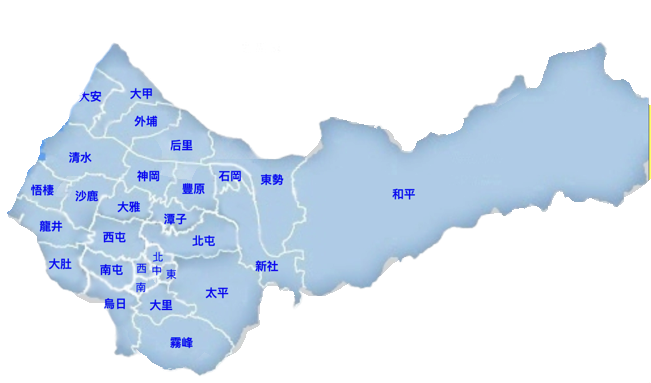 大安
大甲
外埔
后里
清水
神岡
豐原
石岡
東勢
和平
梧棲
沙鹿
大雅
潭子
龍井
西屯
北屯
大肚
南屯
西
北
中
東
南
新社
太平
烏日
大里
霧峰